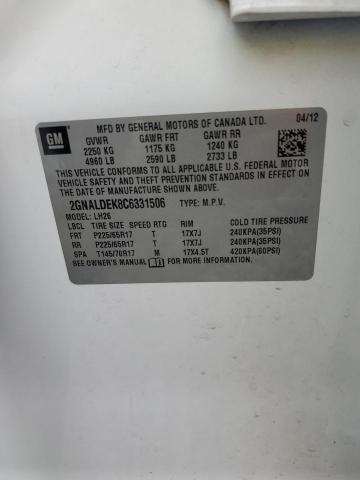 GM
MFD BY GENERAL MOTORS OF CANADA LTD. 04/12
GVWR GAWR FRT GAWR RR
2250 KG 1175 KG 1240 KG
4960 LB 2590 LB 2733 LB
THIS VEHICLE CONFORMS TO ALL APPLICABLE U.S. FEDERAL MOTOR
VEHICLE SAFETY AND THEFT PREVENTION STANDARDS IN EFFECT ON
THE DATE OF MANUFACTURE SHOWN ABOVE.
2GNALDEK8C6331506 TYPE: M.P.V.
MODEL: LH26
LBCL TIRE SIZE SPEED RTG RIM COLD TIRE PRESSURE
FRT P225/65R17 T 17X7J 240KPA(35PSI)
RR P225/65R17 T 17X7J 240KPA(35PSI)
SPA T145/70R17 M 17X4.5T 420KPA(60PSI)
SEE OWNER'S MANUAL FOR MORE INFORMATION.